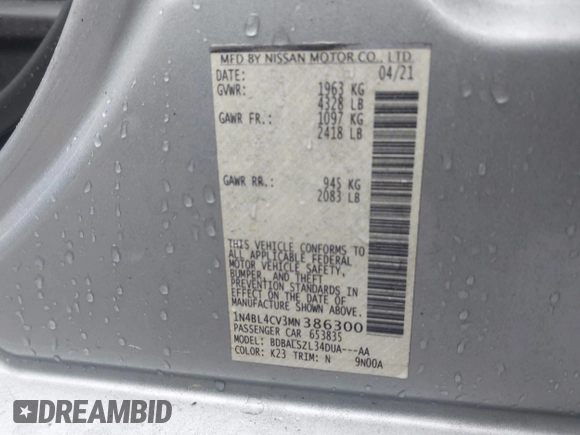 MFD BY NISSAN MOTOR CO., LTD.
DATE: 04/21
GVWR: 1963 KG
4328 LB
GAWR FR.: 1097 KG
2418 LB
GAWR RR.: 945 KG
2083 LB
THIS VEHICLE CONFORMS TO
ALL APPLICABLE FEDERAL
MOTOR VEHICLE SAFETY,
BUMPER, AND THEFT
PREVENTION STANDARDS IN
EFFECT ON THE DATE OF
MANUFACTURE SHOWN ABOVE.
1N4BL4CV3MN386300
PASSENGER CAR 653835
MODEL: BDBALSZL34DUA---AA
COLOR: K23 TRIM: N 9N00A
DREAMBID.COM